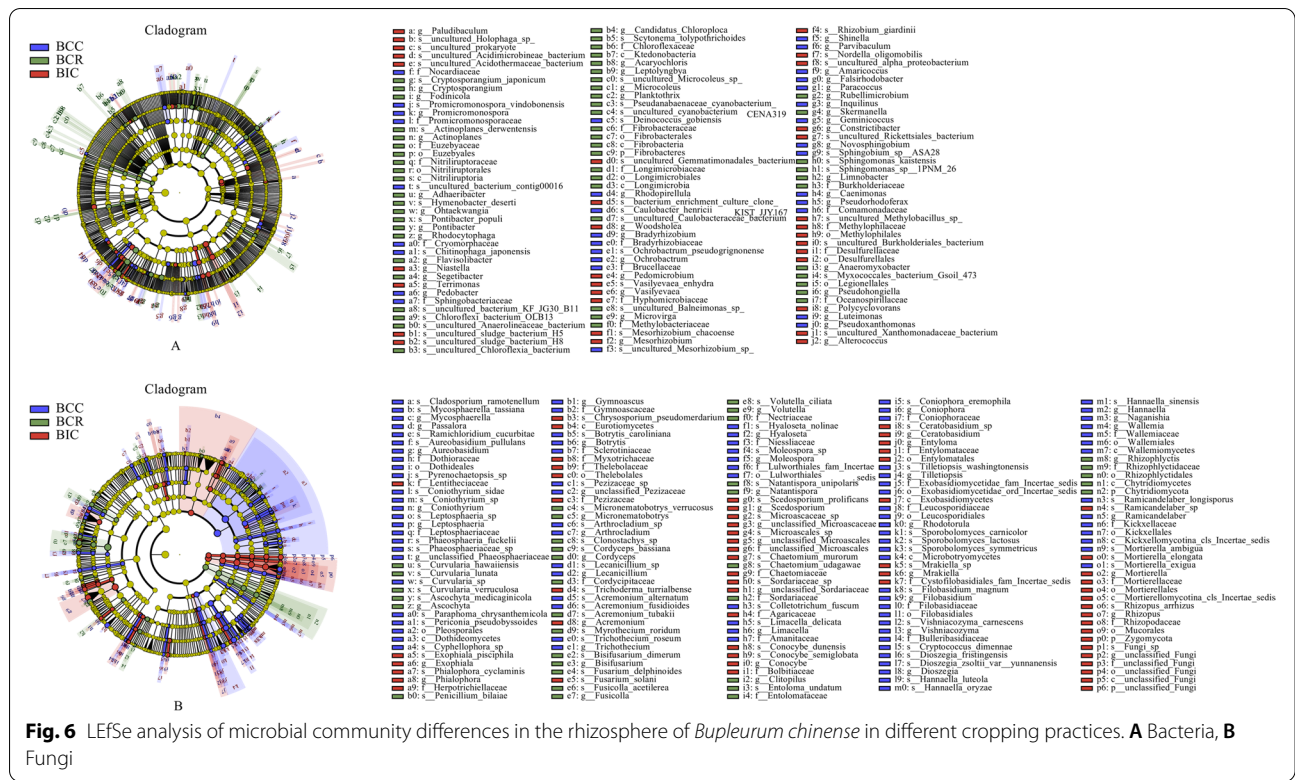 Cladogram
BCC
BCR
BIC
A
a: g__Paludibaculum
b: s__uncultured_Holophaga_sp_
c: s__uncultured_prokaryote
d: s__uncultured_Acidimicrobineae_bacterium
e: s__uncultured_Acidothermaceae_bacterium
f: f__Nocardiaceae
g: s__Cryptosporangium_japonicum
h: g__Cryptosporangium
i: g__Fodinicola
j: s__Promicromonospora_vindobonensis
k: g__Promicromonospora
l: f__Promicromonosporaceae
m: s__Actinoplanes_derwentensis
n: g__Actinoplanes
o: f__Euzebyaceae
p: o__Euzebyales
q: f__Nitriliruptoraceae
r: o__Nitriliruptorales
s: c__Nitriliruptoria
t: s__uncultured_bacterium_contig00016
u: g__Adhaeribacter
v: s__Hymenobacter_deserti
w: g__Ohtaekwangia
x: s__Pontibacter_populi
y: g__Pontibacter
z: g__Rhodocytophaga
a0: f__Cryomorphaceae
a1: s__Chitinophaga_japonensis
a2: g__Flavisolibacter
a3: g__Niastella
a4: g__Segetibacter
a5: g__Terrimonas
a6: g__Pedobacter
a7: f__Sphingobacteriaceae
a8: s__uncultured_bacterium_KF_JG30_B11
a9: s__Chloroflexi_bacterium_OLB13
b0: s__uncultured_Anaerolineaceae_bacterium
b1: s__uncultured_sludge_bacterium_H5
b2: s__uncultured_sludge_bacterium_H8
b3: s__uncultured_Chloroflexia_bacterium
b4: g__Candidatus_Chloroploca
b5: s__Scytonema_tolypothrichoides
b6: f__Chloroflexaceae
b7: c__Ktedonobacteria
b8: g__Acaryochloris
b9: g__Leptolyngbya
c0: s__uncultured_Microcoleus_sp_
c1: g__Microcoleus
c2: g__Planktothrix
c3: s__Pseudanabaenaceae_cyanobacterium_
c4: s__uncultured_cyanobacterium CENA319
c5: s__Deinococcus_gobiensis
c6: f__Fibrobacteraceae
c7: o__Fibrobacterales
c8: c__Fibrobacteria
c9: p__Fibrobacteres
d0: s__uncultured_Gemmatimonadales_bacterium
d1: f__Longimicrobiaceae
d2: o__Longimicrobiales
d3: c__Longimicrobia
d4: g__Rhodopirellula
d5: s__bacterium_enrichment_culture_clone_
d6: s__Caulobacter_henricii KIST_JJY167
d7: s__uncultured_Caulobacteraceae_bacterium
d8: g__Woodsholea
d9: g__Bradyrhizobium
e0: f__Bradyrhizobiaceae
e1: s__Ochrobactrum_pseudogrignonense
e2: g__Ochrobactrum
e3: f__Brucellaceae
e4: g__Pedomicrobium
e5: s__Vasilyevaea_enhydra
e6: g__Vasilyevaea
e7: f__Hyphomicrobiaceae
e8: s__uncultured_Balneimonas_sp_
e9: g__Microvirga
f0: f__Methylobacteriaceae
f1: s__Mesorhizobium_chacoense
f2: g__Mesorhizobium
f3: s__uncultured_Mesorhizobium_sp_
f4: s__Rhizobium_giardinii
f5: g__Shinella
f6: g__Parvibaculum
f7: s__Nordella_oligomobilis
f8: s__uncultured_alpha_proteobacterium
f9: g__Amaricoccus
g0: g__Falsirhodobacter
g1: g__Paracoccus
g2: g__Rubellimicrobium
g3: g__Inquilinus
g4: g__Skermanella
g5: g__Geminicoccus
g6: g__Constrictibacter
g7: s__uncultured_Rickettsiales_bacterium
g8: g__Novosphingobium
g9: s__Sphingobium_sp__ASA28
h0: s__Sphingomonas_kaistensis
h1: s__Sphingomonas_sp__1PNM_26
h2: g__Limnobacter
h3: f__Burkholderiaceae
h4: g__Caenimonas
h5: g__Pseudorhodoferax
h6: f__Comamonadaceae
h7: s__uncultured_Methylobacillus_sp_
h8: f__Methylophilaceae
h9: o__Methylophilales
i0: s__uncultured_Burkholderiales_bacterium
i1: f__Desulfurellaceae
i2: o__Desulfurellales
i3: g__Anaeromyxobacter
i4: s__Myxococcales_bacterium_Gsoil_473
i5: o__Legionellales
i6: g__Pseudohongiella
i7: f__Oceanospirillaceae
i8: g__Polycyclovorans
i9: g__Luteimonas
j0: g__Pseudoxanthomonas
j1: s__uncultured_Xanthomonadaceae_bacterium
j2: g__Alterococcus
Cladogram
BCC
BCR
BIC
B
a: s__Cladosporium_ramotenellum
b: s__Mycosphaerella_tassiana
c: g__Mycosphaerella
d: g__Passalora
e: s__Ramichloridium_cucurbitae
f: s__Aureobasidium_pullulans
g: g__Aureobasidium
h: f__Dothioraceae
i: o__Dothideales
j: s__Pyrenochaetopsis_sp
k: f__Lentitheciaceae
l: s__Coniothyrium_sidae
m: s__Coniothyrium_sp
n: g__Coniothyrium
o: s__Leptosphaeria_sp
p: g__Leptosphaeria
q: f__Leptosphaeriaceae
r: s__Phaeosphaeria_fuckelii
s: s__Phaeosphaeriaceae_sp
t: g__unclassified_Phaeosphaeriaceae
u: s__Curvularia_hawaiiensis
v: s__Curvularia_lunata
w: s__Curvularia_sp
x: s__Curvularia_verruculosa
y: s__Ascochyta_medicaginicola
z: g__Ascochyta
a0: s__Paraphoma_chrysanthemicola
a1: s__Periconia_pseudobyssoides
a2: o__Pleosporales
a3: c__Dothideomycetes
a4: s__Cyphellophora_sp
a5: s__Exophiala_pisciphila
a6: g__Exophiala
a7: s__Phialophora_cyclaminis
a8: g__Phialophora
a9: f__Herpotrichiellaceae
b0: s__Penicillium_bilaiae
b1: g__Gymnoascus
b2: f__Gymnoascaceae
b3: s__Chrysosporium_pseudomerdarium
b4: c__Eurotiomycetes
b5: s__Botrytis_caroliniana
b6: g__Botrytis
b7: f__Sclerotiniaceae
b8: f__Myxotrichaceae
b9: f__Thelebolaceae
c0: o__Thelebolales
c1: s__Pezizaceae_sp
c2: g__unclassified_Pezizaceae
c3: f__Pezizaceae
c4: s__Micronematobotrys_verrucosus
c5: g__Micronematobotrys
c6: s__Arthrocladium_sp
c7: g__Arthrocladium
c8: s__Clonostachys_sp
c9: s__Cordyceps_bassiana
d0: g__Cordyceps
d1: s__Lecanicillium_sp
d2: g__Lecanicillium
d3: f__Cordycipitaceae
d4: s__Trichoderma_turrialbense
d5: s__Acremonium_alternatum
d6: s__Acremonium_fusidioides
d7: s__Acremonium_tubakii
d8: g__Acremonium
d9: s__Myrothecium_roridum
e0: s__Trichothecium_roseum
e1: g__Trichothecium
e2: s__Bisifusarium_dimerum
e3: g__Bisifusarium
e4: s__Fusarium_delphinoides
e5: s__Fusarium_solani
e6: s__Fusicolla_acetilerea
e7: g__Fusicolla
e8: s__Volutella_ciliata
e9: g__Volutella
f0: f__Nectriaceae
f1: s__Hyaloseta_nolinae
f2: g__Hyaloseta
f3: f__Niessliaceae
f4: s__Moleospora_sp
f5: g__Moleospora
f6: f__Lulworthiales_fam_Incertae_
f7: o__Lulworthiales sedis
f8: s__Natantispora_unipolaris
f9: g__Natantispora
g0: s__Scedosporium_prolificans
g1: g__Scedosporium
g2: s__Microascaceae_sp
g3: g__unclassified_Microascaceae
g4: s__Microascales_sp
g5: g__unclassified_Microascales
g6: f__unclassified_Microascales
g7: s__Chaetomium_murorum
g8: s__Chaetomium_udagawae
g9: f__Chaetomiaceae
h0: s__Sordariaceae_sp
h1: g__unclassified_Sordariaceae
h2: f__Sordariaceae
h3: s__Colletotrichum_fuscum
h4: f__Agaricaceae
h5: s__Limacella_delicata
h6: g__Limacella
h7: f__Amanitaceae
h8: s__Conocybe_dunensis
h9: s__Conocybe_semiglobata
i0: g__Conocybe
i1: f__Bolbitiaceae
i2: g__Clitopilus
i3: s__Entoloma_undatum
i4: f__Entolomataceae
i5: s__Coniophora_eremophila
i6: g__Coniophora
i7: f__Coniophoraceae
i8: s__Ceratobasidium_sp
i9: g__Ceratobasidium
j0: g__Entyloma
j1: f__Entylomataceae
j2: o__Entylomatales
j3: s__Tilletiopsis_washingtonensis
j4: g__Tilletiopsis
j5: f__Exobasidiomycetidae_fam_Incertae_sedis
j6: o__Exobasidiomycetidae_ord_Incertae_sedis
j7: c__Exobasidiomycetes
j8: f__Leucosporidiaceae
j9: o__Leucosporidiales
k0: g__Rhodotorula
k1: s__Sporobolomyces_carnicolor
k2: s__Sporobolomyces_lactosus
k3: s__Sporobolomyces_symmetricus
k4: c__Microbotryomycetes
k5: s__Mrakiella_sp
k6: g__Mrakiella
k7: f__Cystofilobasidiales_fam_Incertae_sedis
k8: s__Filobasidium_magnum
k9: g__Filobasidium
l0: f__Filobasidiaceae
l1: o__Filobasidiales
l2: s__Vishniacozyma_carnescens
l3: g__Vishniacozyma
l4: f__Bulleribasidiaceae
l5: s__Cryptococcus_dimennae
l6: s__Dioszegia_fristingensis
l7: s__Dioszegia_zsoltii_var__yunnanensis
l8: g__Dioszegia
l9: s__Hannaella_luteola
m0: s__Hannaella_oryzae
m1: s__Hannaella_sinensis
m2: g__Hannaella
m3: g__Naganishia
m4: g__Wallemia
m5: f__Wallemiaceae
m6: o__Wallemiales
m7: c__Wallemiomycetes
m8: g__Rhizophlyctis
m9: f__Rhizophlyctidaceae
n0: o__Rhizophlyctidales
n1: c__Chytridiomycetes
n2: p__Chytridiomycota
n3: s__Ramicandelaber_longisporus
n4: s__Ramicandelaber_sp
n5: g__Ramicandelaber
n6: f__Kickxellaceae
n7: o__Kickxellales
n8: c__Kickxellomycotina_cls_Incertae_sedis
n9: s__Mortierella_ambigua
o0: s__Mortierella_elongata
o1: s__Mortierella_exigua
o2: g__Mortierella
o3: f__Mortierellaceae
o4: o__Mortierellales
o5: c__Mortierellomycotina_cls_Incertae_sedis
o6: s__Rhizopus_arrhizus
o7: g__Rhizopus
o8: f__Rhizopodaceae
o9: o__Mucorales
p0: p__Zygomycota
p1: s__Fungi_sp
p2: g__unclassified_Fungi
p3: f__unclassified_Fungi
p4: o__unclassified_Fungi
p5: c__unclassified_Fungi
p6: p__unclassified_Fungi
Fig. 6 LEfSe analysis of microbial community differences in the rhizosphere of Bupleurum chinense in different cropping practices. A Bacteria, B
Fungi